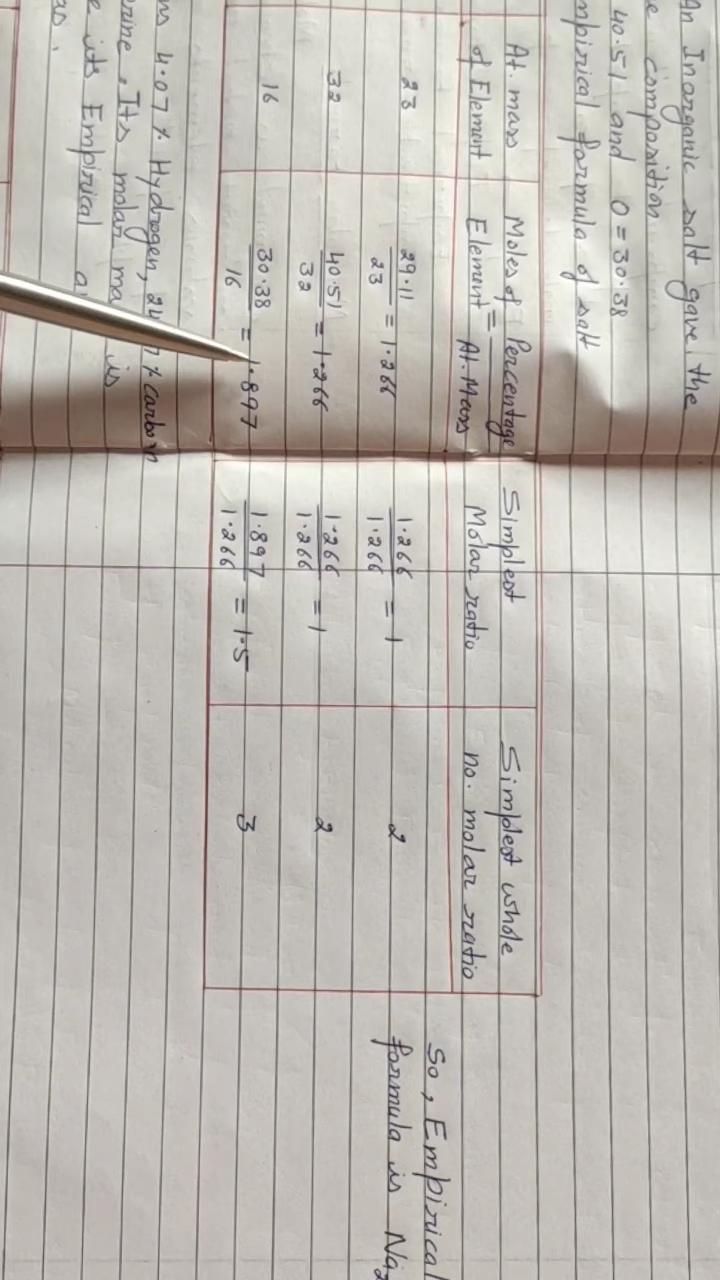 An Inorganic salt gave the
e composition
40.51 and O = 30.38
mpirical formula of salt
At. mass of Element
Moles of Element = Percentage / At. Mass
Simplest Molar ratio
Simplest whole no. molar ratio
23
29.11 / 23 = 1.266
1.266 / 1.266 = 1
2
32
40.51 / 32 = 1.266
1.266 / 1.266 = 1
2
16
30.38 / 16 = 1.897
1.897 / 1.266 = 1.5
3
So, Empirical
formula is Na2
ns 4.07 % Hydrogen, 24 7 % carbon
Its molar ma is
e its Empirical a
as.